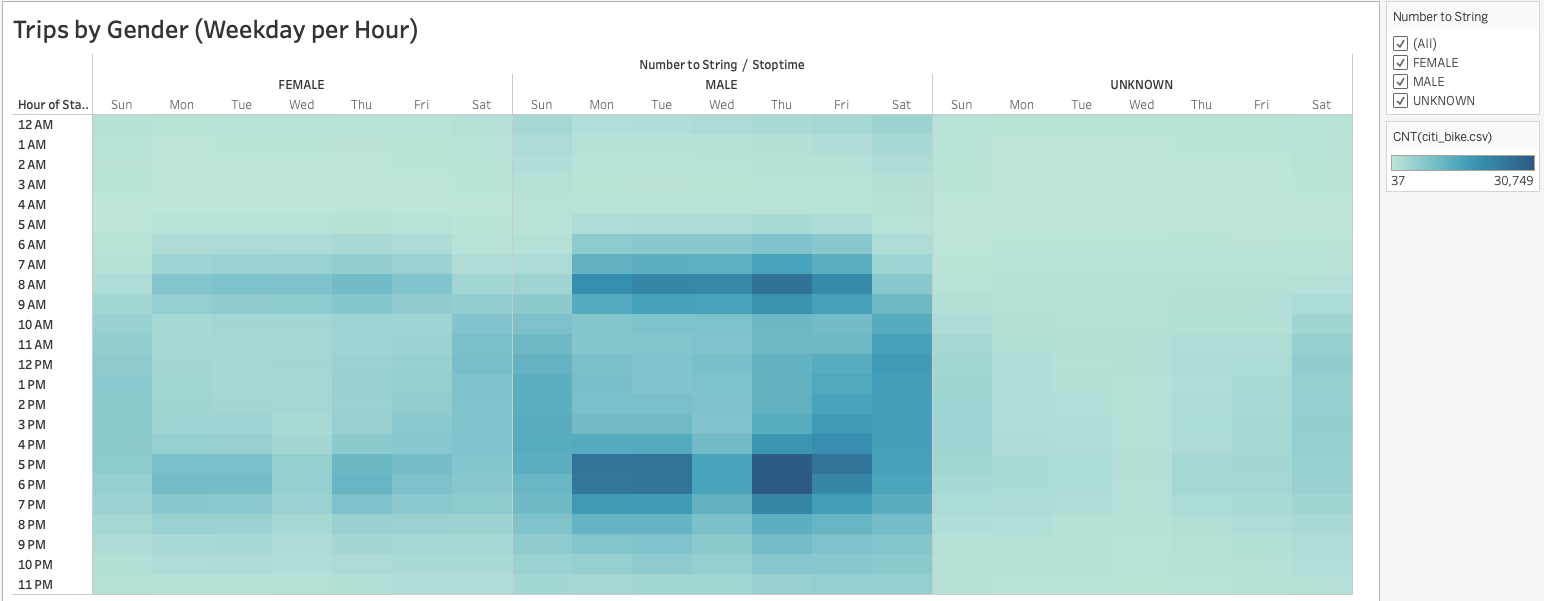 Trips by Gender (Weekday per Hour)
Number to String / Stoptime
FEMALE MALE UNKNOWN
Hour of Sta.. Sun Mon Tue Wed Thu Fri Sat Sun Mon Tue Wed Thu Fri Sat Sun Mon Tue Wed Thu Fri Sat
12 AM
1 AM
2 AM
3 AM
4 AM
5 AM
6 AM
7 AM
8 AM
9 AM
10 AM
11 AM
12 PM
1 PM
2 PM
3 PM
4 PM
5 PM
6 PM
7 PM
8 PM
9 PM
10 PM
11 PM
Number to String
(All)
FEMALE
MALE
UNKNOWN
CNT(citi_bike.csv)
37 30,749